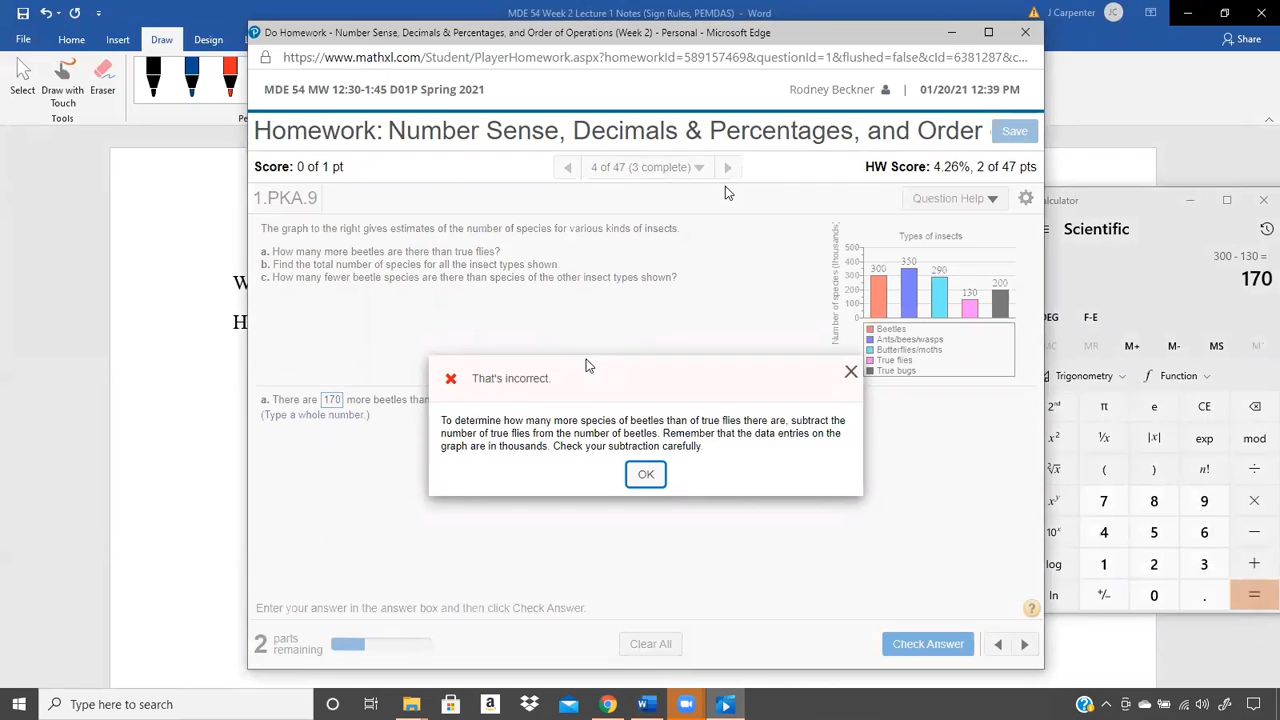 MDE 54 Week 2 Lecture 1 Notes (Sign Rules, PEMDAS) - Word
J Carpenter
JC
File
Home
Insert
Draw
Design
Share
Select
Draw with
Touch
Eraser
Tools
Do Homework - Number Sense, Decimals & Percentages, and Order of Operations (Week 2) - Personal - Microsoft Edge
https://www.mathxl.com/Student/PlayerHomework.aspx?homeworkId=589157469&questionId=1&flushed=false&cId=6381287&c...
MDE 54 MW 12:30-1:45 D01P Spring 2021
Rodney Beckner | 01/20/21 12:39 PM
Homework: Number Sense, Decimals & Percentages, and Order
Save
Score: 0 of 1 pt
4 of 47 (3 complete)
HW Score: 4.26%, 2 of 47 pts
1.PKA.9
Question Help
The graph to the right gives estimates of the number of species for various kinds of insects.
a. How many more beetles are there than true flies?
b. Find the total number of species for all the insect types shown.
c. How many fewer beetle species are there than species of the other insect types shown?
Types of insects
Number of species (thousands)
500
400
300
200
100
0
300
350
290
130
200
Beetles
Ants/bees/wasps
Butterflies/moths
True flies
True bugs
That's incorrect.
To determine how many more species of beetles than of true flies there are, subtract the
number of true flies from the number of beetles. Remember that the data entries on the
graph are in thousands. Check your subtraction carefully.
OK
a. There are 170 more beetles than
(Type a whole number.)
Enter your answer in the answer box and then click Check Answer.
?
2 parts
remaining
Clear All
Check Answer
W
H
alculator
Scientific
300 - 130 =
170
DEG
F-E
MC
MR
M+
M-
MS
M˅
Trigonometry
Function
2ⁿᵈ
π
e
CE
x²
¹/x
|x|
exp
mod
²√x
(
)
n!
÷
xʸ
7
8
9
×
10ˣ
4
5
6
−
log
1
2
3
+
ln
+/−
0
.
=
Type here to search